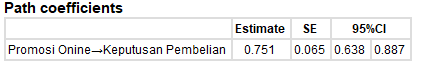 Path coefficients
Estimate SE 95%CI
Promosi Onine→Keputusan Pembelian 0.751 0.065 0.638 0.887